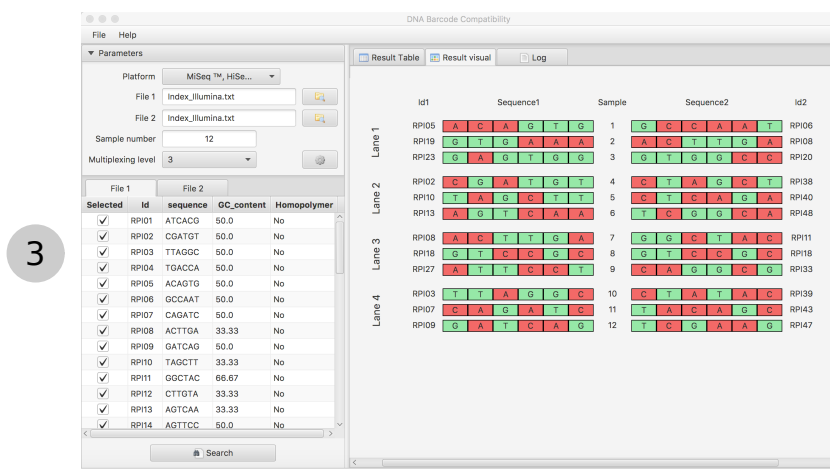 DNA Barcode Compatibility
File Help
Parameters
Platform MiSeq ™, HiSe...
File 1 Index_Illumina.txt
File 2 Index_Illumina.txt
Sample number 12
Multiplexing level 3
File 1 File 2
Selected Id sequence GC_content Homopolymer
RPI01 ATCACG 50.0 No
RPI02 CGATGT 50.0 No
RPI03 TTAGGC 50.0 No
RPI04 TGACCA 50.0 No
RPI05 ACAGTG 50.0 No
RPI06 GCCAAT 50.0 No
RPI07 CAGATC 50.0 No
RPI08 ACTTGA 33.33 No
RPI09 GATCAG 50.0 No
RPI10 TAGCTT 33.33 No
RPI11 GGCTAC 66.67 No
RPI12 CTTGTA 33.33 No
RPI13 AGTCAA 33.33 No
RPI14 AGTTCC 50.0 No
Search
3
Result Table Result visual Log
Id1 Sequence1 Sample Sequence2 Id2
Lane 1
RPI05 A C A G T G 1 G C C A A T RPI06
RPI19 G T G A A A 2 A C T T G A RPI08
RPI23 G A G T G G 3 G T G G C C RPI20
Lane 2
RPI02 C G A T G T 4 C T A G C T RPI38
RPI10 T A G C T T 5 C T C A G A RPI40
RPI13 A G T C A A 6 T C G G C A RPI48
Lane 3
RPI08 A C T T G A 7 G G C T A C RPI11
RPI18 G T C C G C 8 G T C C G C RPI18
RPI27 A T T C C T 9 C A G G C G RPI33
Lane 4
RPI03 T T A G G C 10 C T A T A C RPI39
RPI07 C A G A T C 11 T A C A G C RPI43
RPI09 G A T C A G 12 T C G A A G RPI47